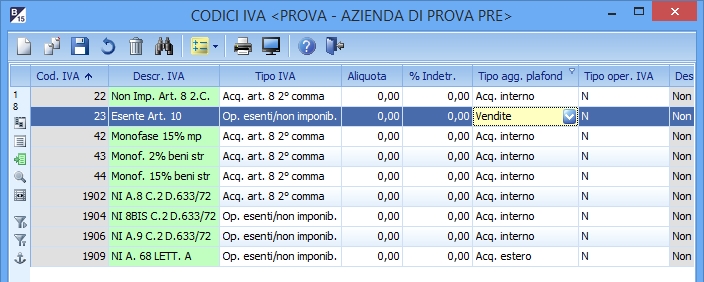 B 15 CODICI IVA <PROVA - AZIENDA DI PROVA PRE>
Cod. IVA Descr. IVA Tipo IVA Aliquota % Indetr. Tipo agg. plafond Tipo oper. IVA Des
1 8
22 Non Imp. Art. 8 2.C. Acq. art. 8 2° comma 0,00 0,00 Acq. interno N Non
23 Esente Art. 10 Op. esenti/non imponib. 0,00 0,00 Vendite N Non
42 Monofase 15% mp Acq. art. 8 2° comma 0,00 0,00 Acq. interno N Non
43 Monof. 2% beni str Acq. art. 8 2° comma 0,00 0,00 Acq. interno N Non
44 Monof. 15% beni str Acq. art. 8 2° comma 0,00 0,00 Acq. interno N Non
1902 NI A.8 C.2 D.633/72 Acq. art. 8 2° comma 0,00 0,00 Acq. interno N Non
1904 NI 8BIS C.2 D.633/72 Op. esenti/non imponib. 0,00 0,00 Acq. interno N Non
1906 NI A.9 C.2 D.633/72 Op. esenti/non imponib. 0,00 0,00 Acq. interno N Non
1909 NI A. 68 LETT. A Op. esenti/non imponib. 0,00 0,00 Acq. estero N Non